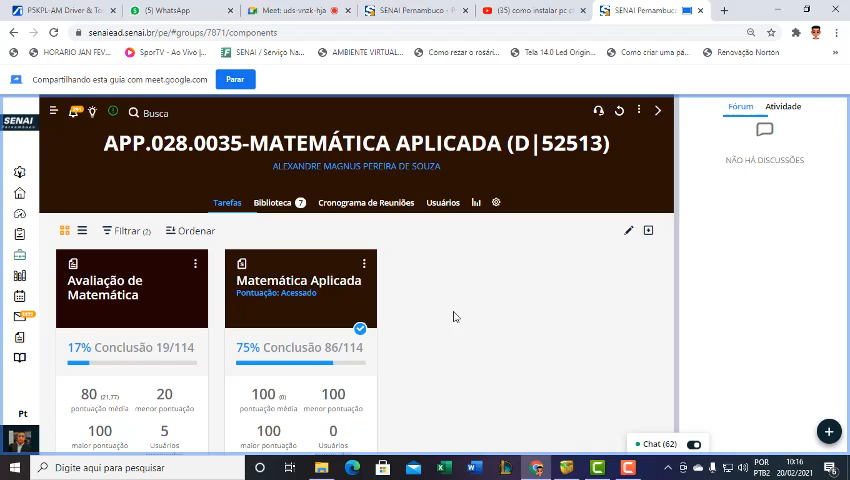 P5KPL-AM Driver & To
(5) WhatsApp
Meet: uds-vnzk-hja
SENAI Pernambuco - P
(35) como instalar pc c
SENAI Pernambu
senaiead.senai.br/pe/#groups/7871/components
HORARIO JAN FEV...
SporTV - Ao Vivo |...
SENAI / Serviço Na...
AMBIENTE VIRTUAL...
Como rezar o rosári...
Tela 14.0 Led Origin...
Como criar uma pá...
Renovação Norton
Compartilhando esta guia com meet.google.com
Parar
SENAI
Pernambuco
99+
Busca
APP.028.0035-MATEMÁTICA APLICADA (D|52513)
ALEXANDRE MAGNUS PEREIRA DE SOUZA
Tarefas
Biblioteca 7
Cronograma de Reuniões
Usuários
Filtrar (2)
Ordenar
Avaliação de
Matemática
17% Conclusão 19/114
80 (21,77)
pontuação média
20
menor pontuação
100
maior pontuação
5
Usuários
Matemática Aplicada
Pontuação: Acessado
75% Conclusão 86/114
100 (0)
pontuação média
100
menor pontuação
100
maior pontuação
0
Usuários
Fórum
Atividade
NÃO HÁ DISCUSSÕES
Pt
Chat (62)
Digite aqui para pesquisar
POR
PTB2
10:16
20/02/2021